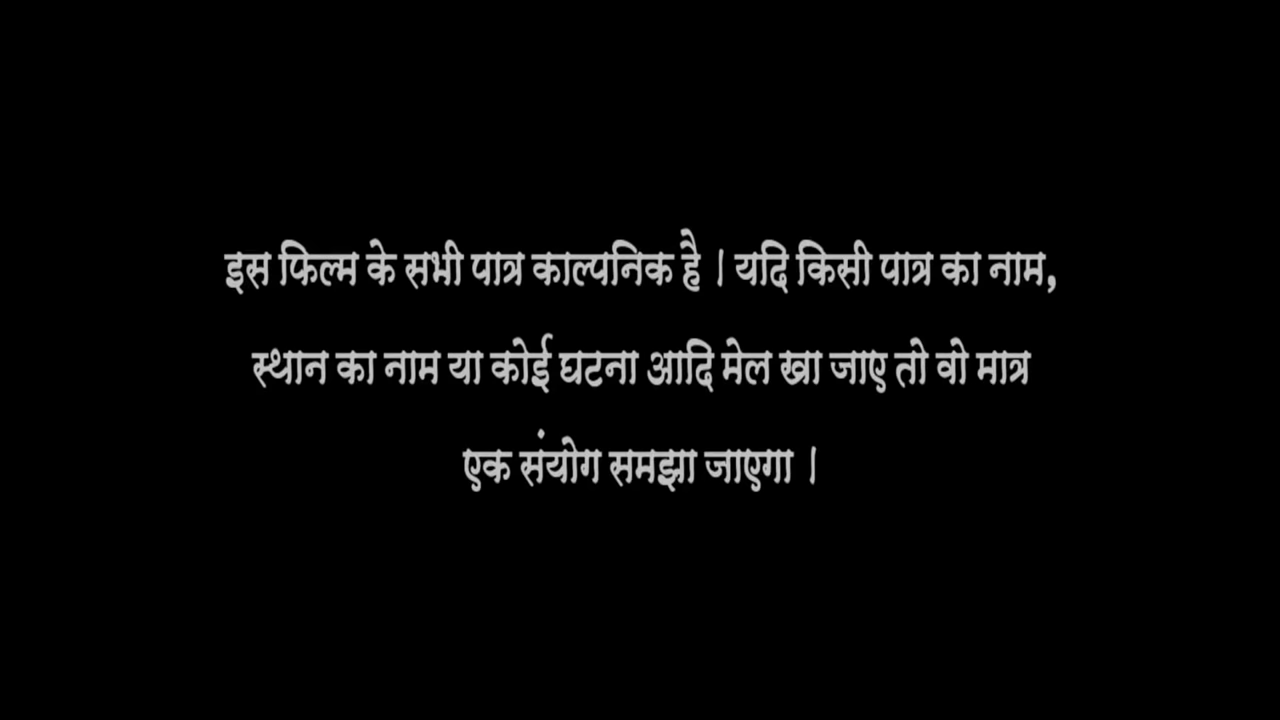 इस फिल्म के सभी पात्र काल्पनिक है । यदि किसी पात्र का नाम,
स्थान का नाम या कोई घटना आदि मेल खा जाए तो वो मात्र
एक संयोग समझा जाएगा ।